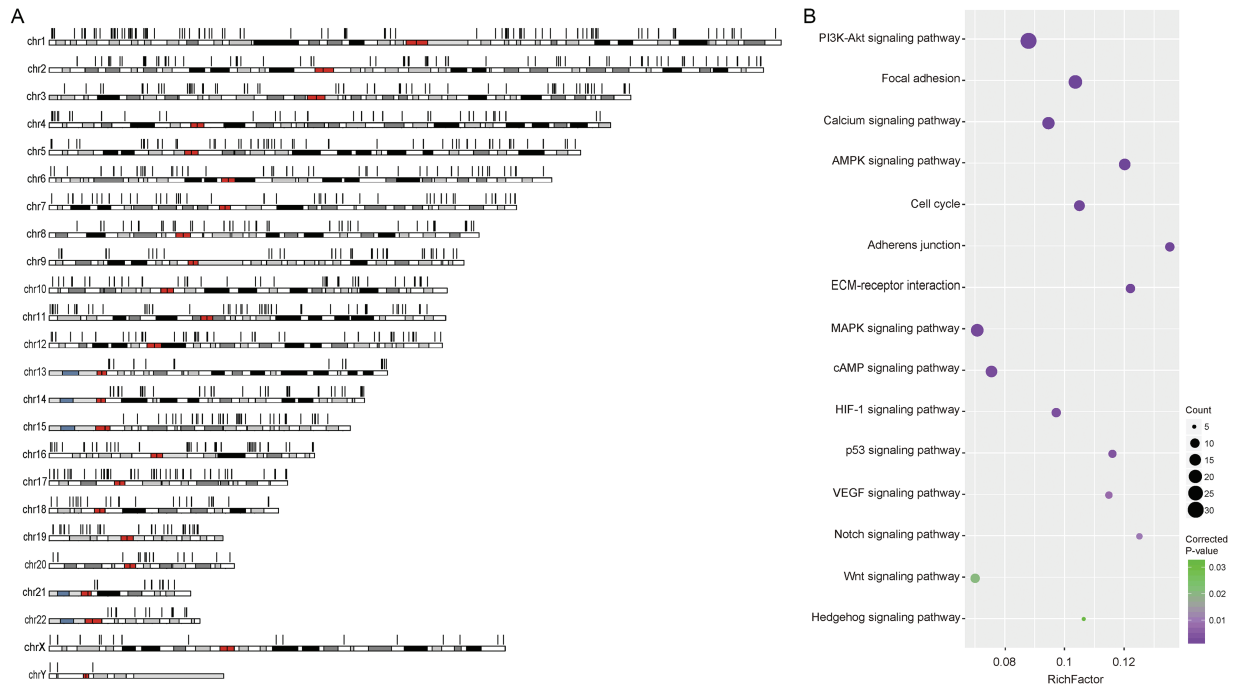 A
chr1
chr2
chr3
chr4
chr5
chr6
chr7
chr8
chr9
chr10
chr11
chr12
chr13
chr14
chr15
chr16
chr17
chr18
chr19
chr20
chr21
chr22
chrX
chrY
B
PI3K-Akt signaling pathway
Focal adhesion
Calcium signaling pathway
AMPK signaling pathway
Cell cycle
Adherens junction
ECM-receptor interaction
MAPK signaling pathway
cAMP signaling pathway
HIF-1 signaling pathway
p53 signaling pathway
VEGF signaling pathway
Notch signaling pathway
Wnt signaling pathway
Hedgehog signaling pathway
0.08 0.1 0.12
RichFactor
Count
5
10
15
20
25
30
Corrected
P-value
0.03
0.02
0.01